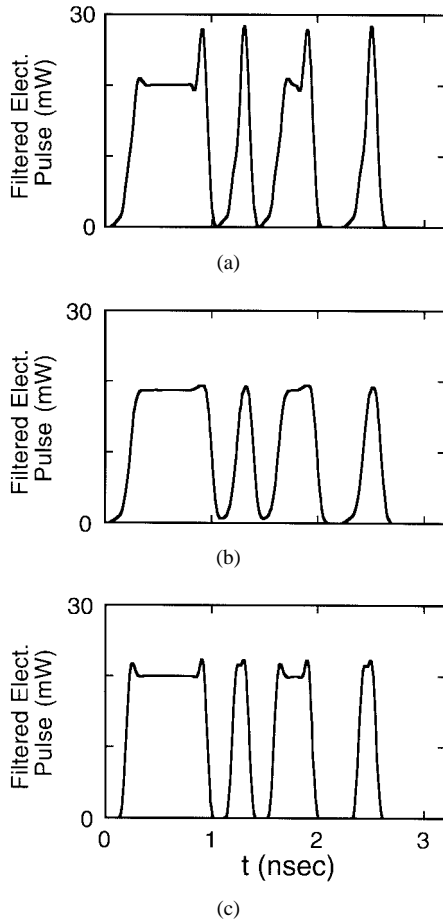 30
Filtered Elect.
Pulse (mW)
0
(a)
30
Filtered Elect.
Pulse (mW)
0
(b)
30
Filtered Elect.
Pulse (mW)
0
0 1 2 3
t (nsec)
(c)